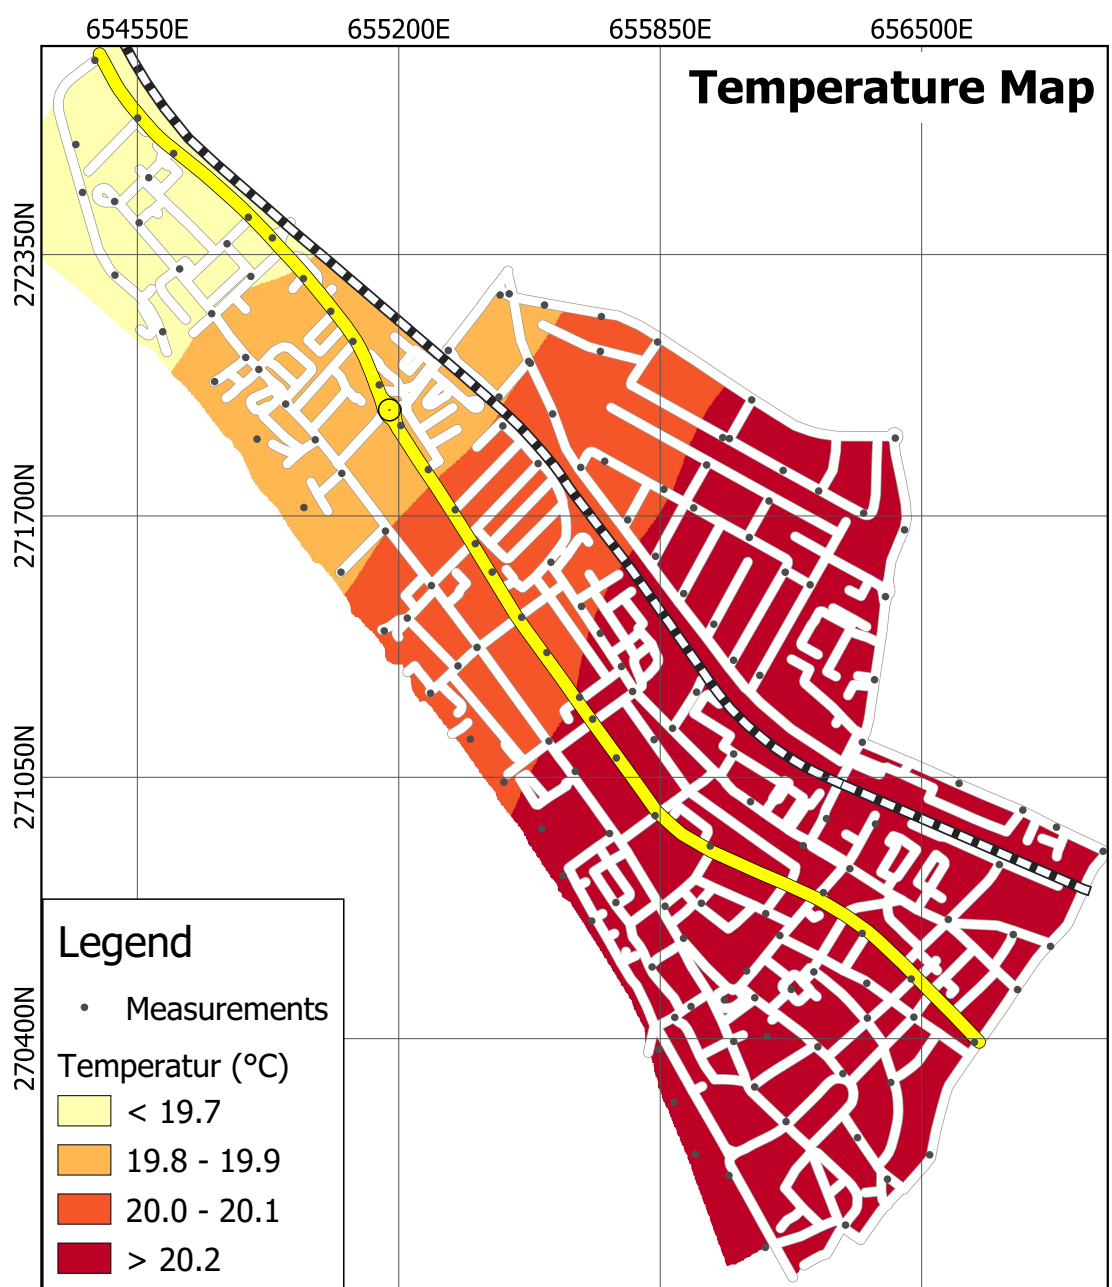 654550E 655200E 655850E 656500E
Temperature Map
272350N
271700N
271050N
270400N
Legend
Measurements
Temperatur (°C)
< 19.7
19.8 - 19.9
20.0 - 20.1
> 20.2